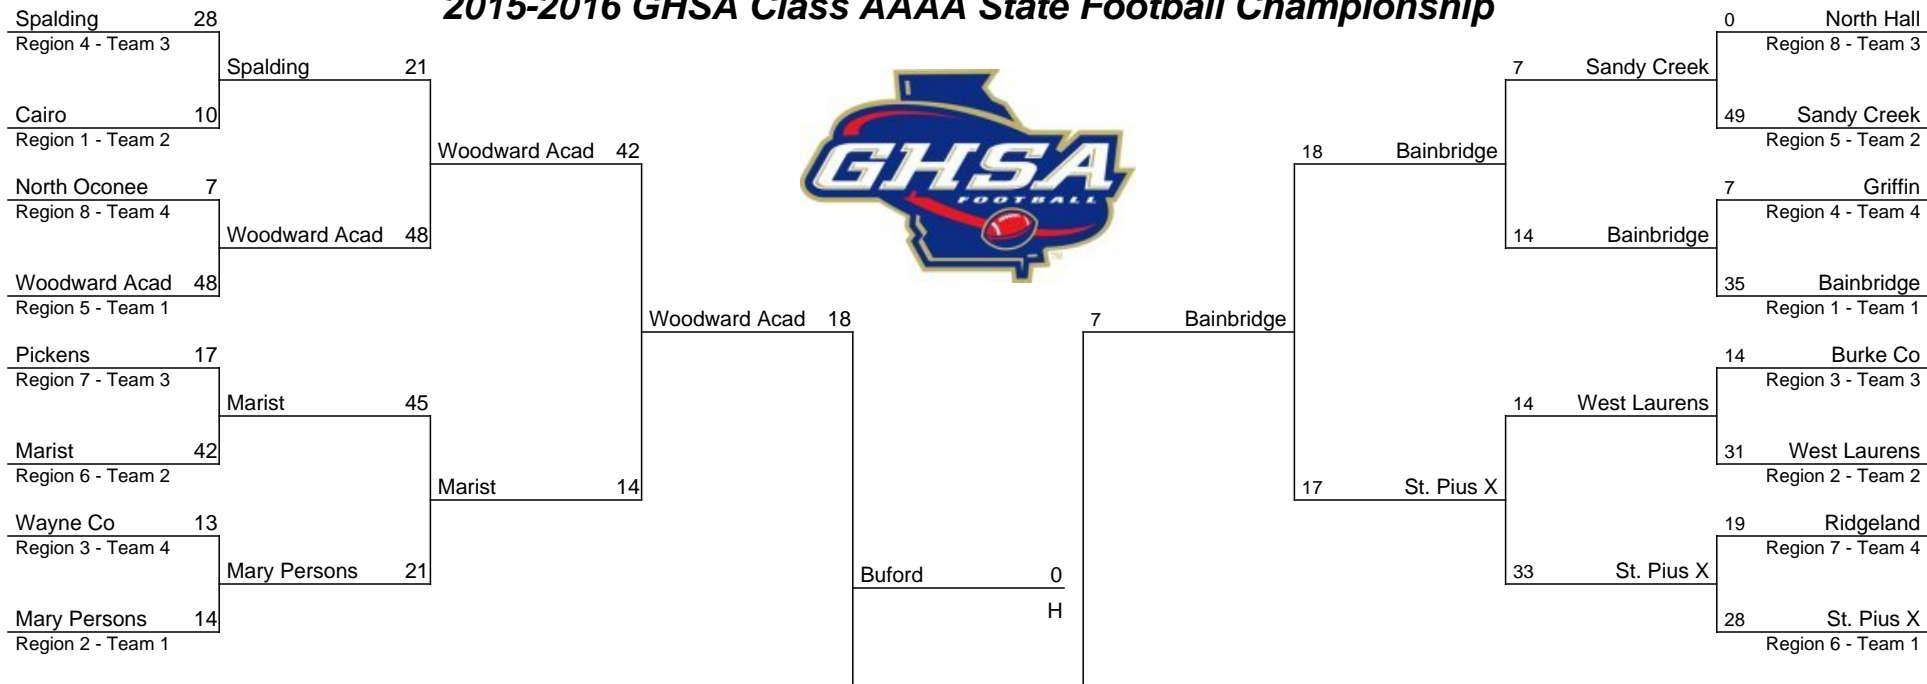 2015-2016 GHSA Class AAAA State Football Championship
Spalding 28
Region 4 - Team 3
Cairo 10
Region 1 - Team 2
North Oconee 7
Region 8 - Team 4
Woodward Acad 48
Region 5 - Team 1
Pickens 17
Region 7 - Team 3
Marist 42
Region 6 - Team 2
Wayne Co 13
Region 3 - Team 4
Mary Persons 14
Region 2 - Team 1
Spalding 21
Woodward Acad 48
Marist 45
Mary Persons 21
Woodward Acad 42
Marist 14
Woodward Acad 18
Buford 0
H
GHSA
FOOTBALL
TM
7 Bainbridge
18 Bainbridge
17 St. Pius X
7 Sandy Creek
14 Bainbridge
14 West Laurens
33 St. Pius X
0 North Hall
Region 8 - Team 3
49 Sandy Creek
Region 5 - Team 2
7 Griffin
Region 4 - Team 4
35 Bainbridge
Region 1 - Team 1
14 Burke Co
Region 3 - Team 3
31 West Laurens
Region 2 - Team 2
19 Ridgeland
Region 7 - Team 4
28 St. Pius X
Region 6 - Team 1